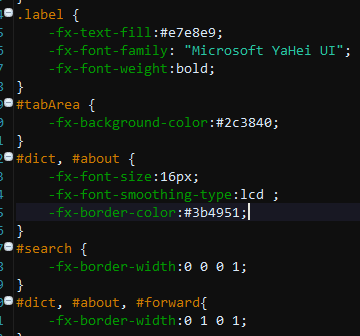 .label {
-fx-text-fill:#e7e8e9;
-fx-font-family: "Microsoft YaHei UI";
-fx-font-weight:bold;
}
#tabArea {
-fx-background-color:#2c3840;
}
#dict, #about {
-fx-font-size:16px;
-fx-font-smoothing-type:lcd ;
-fx-border-color:#3b4951;
}
#search {
-fx-border-width:0 0 0 1;
}
#dict, #about, #forward{
-fx-border-width:0 1 0 1;